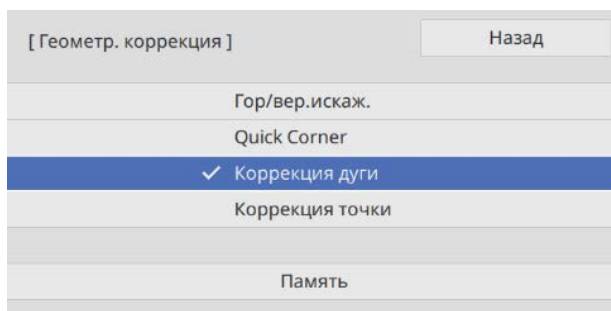 [ Геометр. коррекция ]
Назад
Гор/вер.искаж.
Quick Corner
Коррекция дуги
Коррекция точки
Память